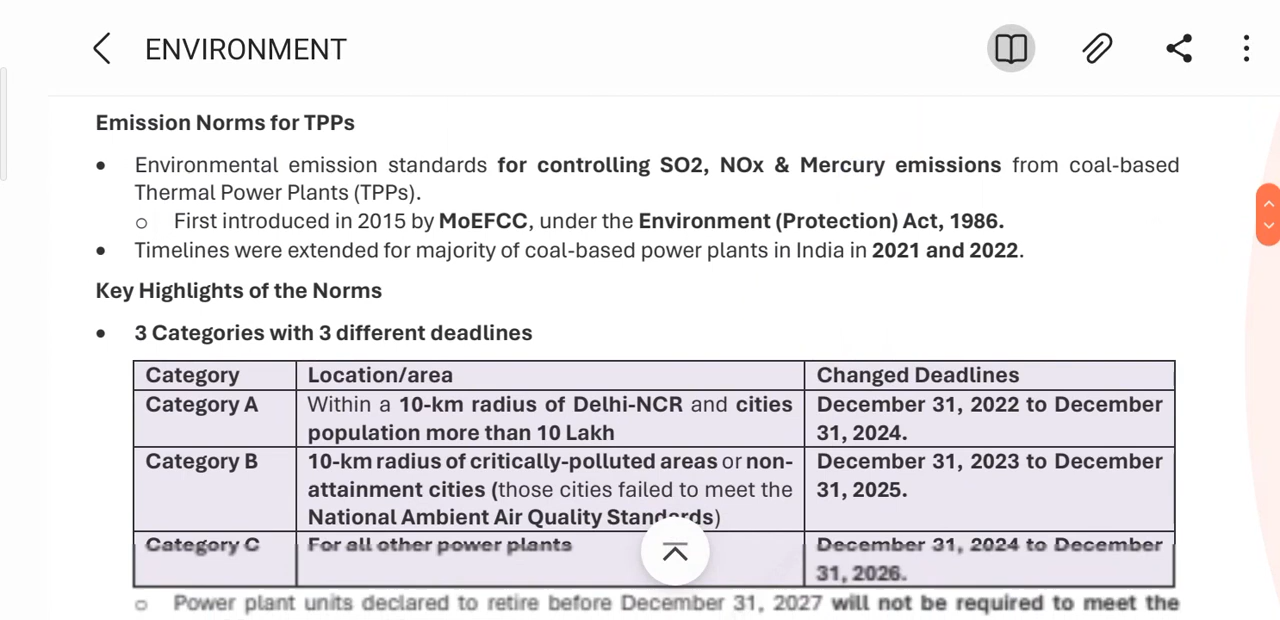 ENVIRONMENT
Emission Norms for TPPs
• Environmental emission standards for controlling SO2, NOx & Mercury emissions from coal-based
Thermal Power Plants (TPPs).
o First introduced in 2015 by MoEFCC, under the Environment (Protection) Act, 1986.
• Timelines were extended for majority of coal-based power plants in India in 2021 and 2022.
Key Highlights of the Norms
• 3 Categories with 3 different deadlines
Category Location/area Changed Deadlines
Category A Within a 10-km radius of Delhi-NCR and cities December 31, 2022 to December
population more than 10 Lakh 31, 2024.
Category B 10-km radius of critically-polluted areas or non- December 31, 2023 to December
attainment cities (those cities failed to meet the 31, 2025.
National Ambient Air Quality Standards)
Category C For all other power plants December 31, 2024 to December
31, 2026.
o Power plant units declared to retire before December 31, 2027 will not be required to meet the